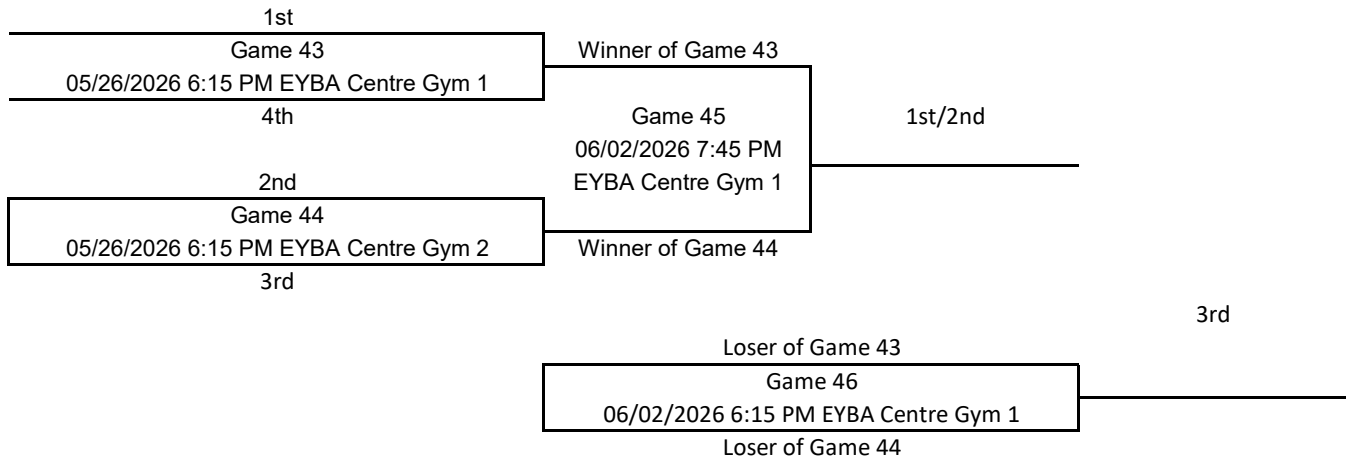 1st
Game 43
05/26/2026 6:15 PM EYBA Centre Gym 1
4th
Winner of Game 43
Game 45
06/02/2026 7:45 PM
EYBA Centre Gym 1
1st/2nd
2nd
Game 44
05/26/2026 6:15 PM EYBA Centre Gym 2
3rd
Winner of Game 44
3rd
Loser of Game 43
Game 46
06/02/2026 6:15 PM EYBA Centre Gym 1
Loser of Game 44